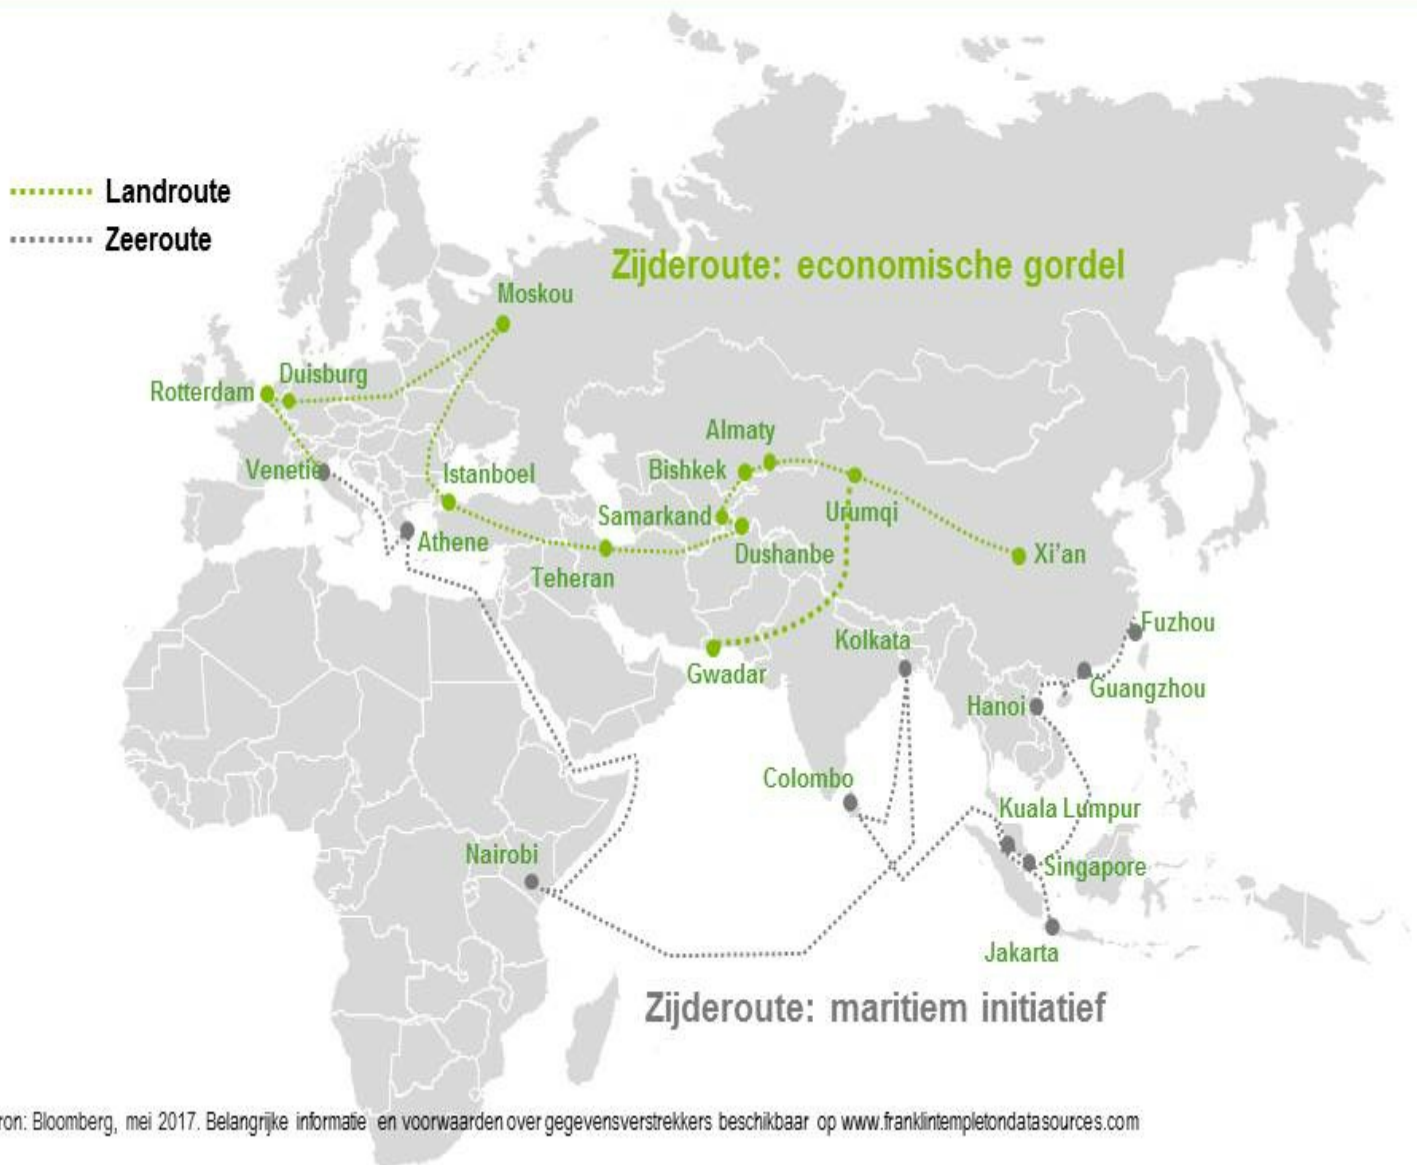 Landroute
Zeeroute
Zijderoute: economische gordel
Moskou
Duisburg
Rotterdam
Almaty
Venetië
Istanboel
Bishkek
Samarkand
Urumqi
Athene
Dushanbe
Xi'an
Teheran
Fuzhou
Kolkata
Gwadar
Guangzhou
Hanoi
Colombo
Kuala Lumpur
Nairobi
Singapore
Jakarta
Zijderoute: maritiem initiatief
ron: Bloomberg, mei 2017. Belangrijke informatie en voorwaarden over gegevensverstrekkers beschikbaar op www.franklintempletondatasources.com